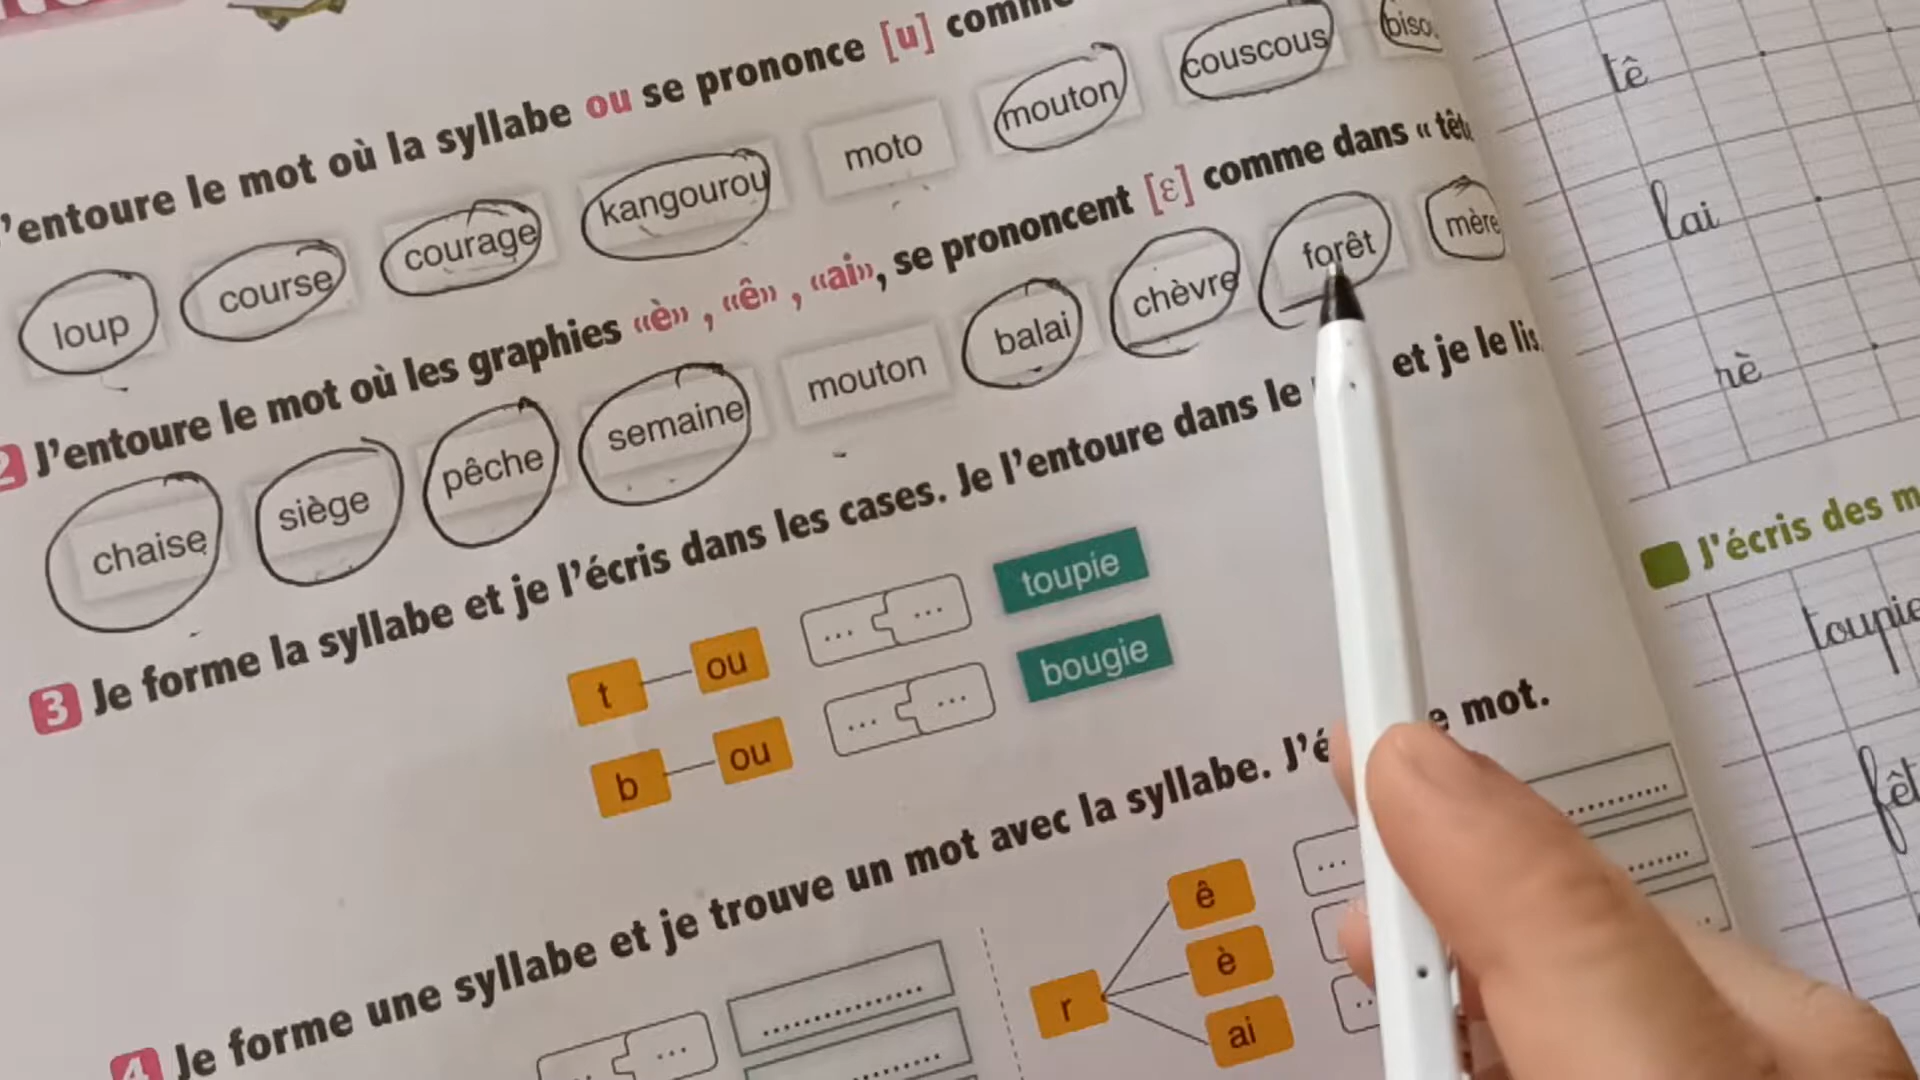 J'entoure le mot où la syllabe ou se prononce [u] comme
loup course courage kangourou moto mouton couscous
2 J'entoure le mot où les graphies «è» , «ê» , «ai», se prononcent [ɛ] comme dans «
chaise siège pêche semaine mouton balai chèvre forêt mère
3 Je forme la syllabe et je l'écris dans les cases. Je l'entoure dans le et je le lis
t ou ... ... toupie
b ou ... ... bougie
4 Je forme une syllabe et je trouve un mot avec la syllabe. J'é mot.
ê
r è
ai
tê
lai
rè
J'écris des m
toupie
fêt